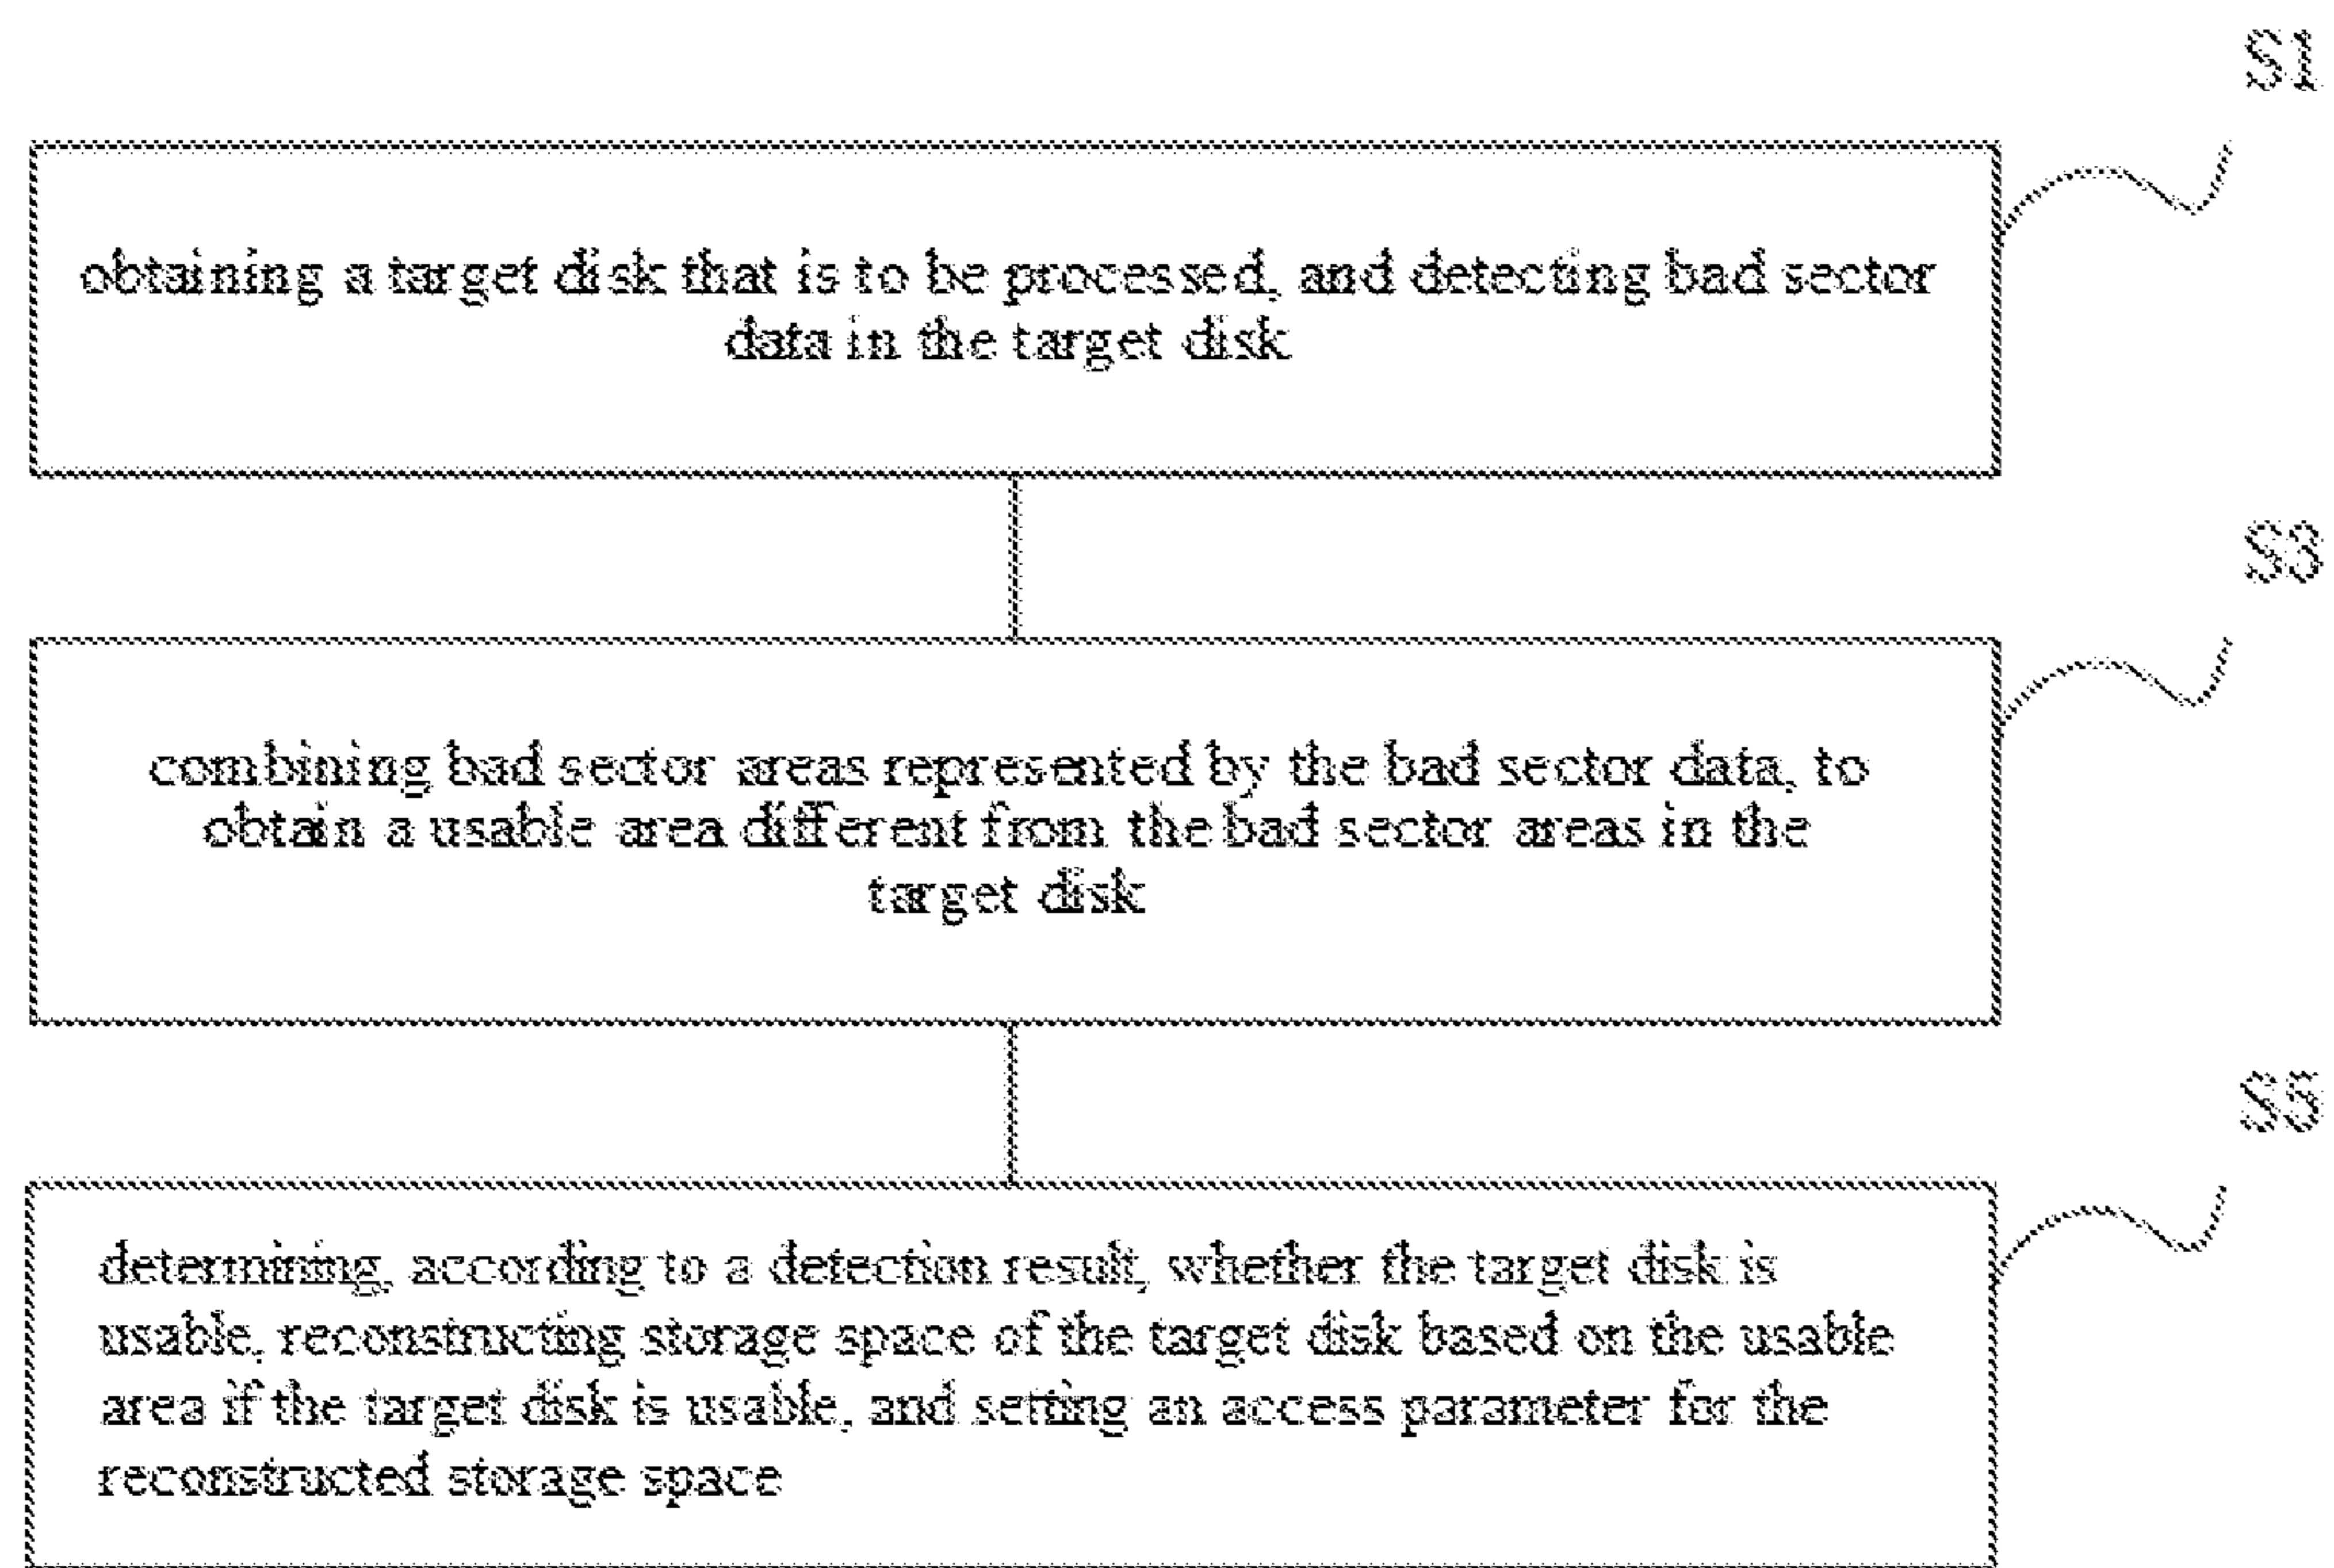 S1
obtaining a target disk that is to be processed, and detecting bad sector
data in the target disk
S3
combining bad sector areas represented by the bad sector data, to
obtain a usable area different from the bad sector areas in the
target disk
S5
determining, according to a detection result, whether the target disk is
usable, reconstructing storage space of the target disk based on the usable
area if the target disk is usable, and setting an access parameter for the
reconstructed storage space